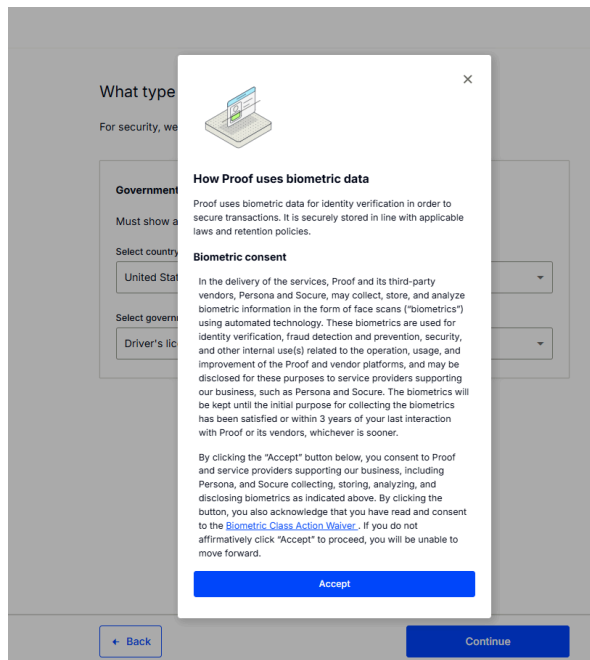 What type
For security, we
Government
Must show a
Select country
United Stat
Select governm
Driver's lic
How Proof uses biometric data
Proof uses biometric data for identity verification in order to
secure transactions. It is securely stored in line with applicable
laws and retention policies.
Biometric consent
In the delivery of the services, Proof and its third-party
vendors, Persona and Socure, may collect, store, and analyze
biometric information in the form of face scans (“biometrics”)
using automated technology. These biometrics are used for
identity verification, fraud detection and prevention, security,
and other internal use(s) related to the operation, usage, and
improvement of the Proof and vendor platforms, and may be
disclosed for these purposes to service providers supporting
our business, such as Persona and Socure. The biometrics will
be kept until the initial purpose for collecting the biometrics
has been satisfied or within 3 years of your last interaction
with Proof or its vendors, whichever is sooner.
By clicking the “Accept” button below, you consent to Proof
and service providers supporting our business, including
Persona, and Socure collecting, storing, analyzing, and
disclosing biometrics as indicated above. By clicking the
button, you also acknowledge that you have read and consent
to the Biometric Class Action Waiver . If you do not
affirmatively click “Accept” to proceed, you will be unable to
move forward.
Accept
Back
Continue